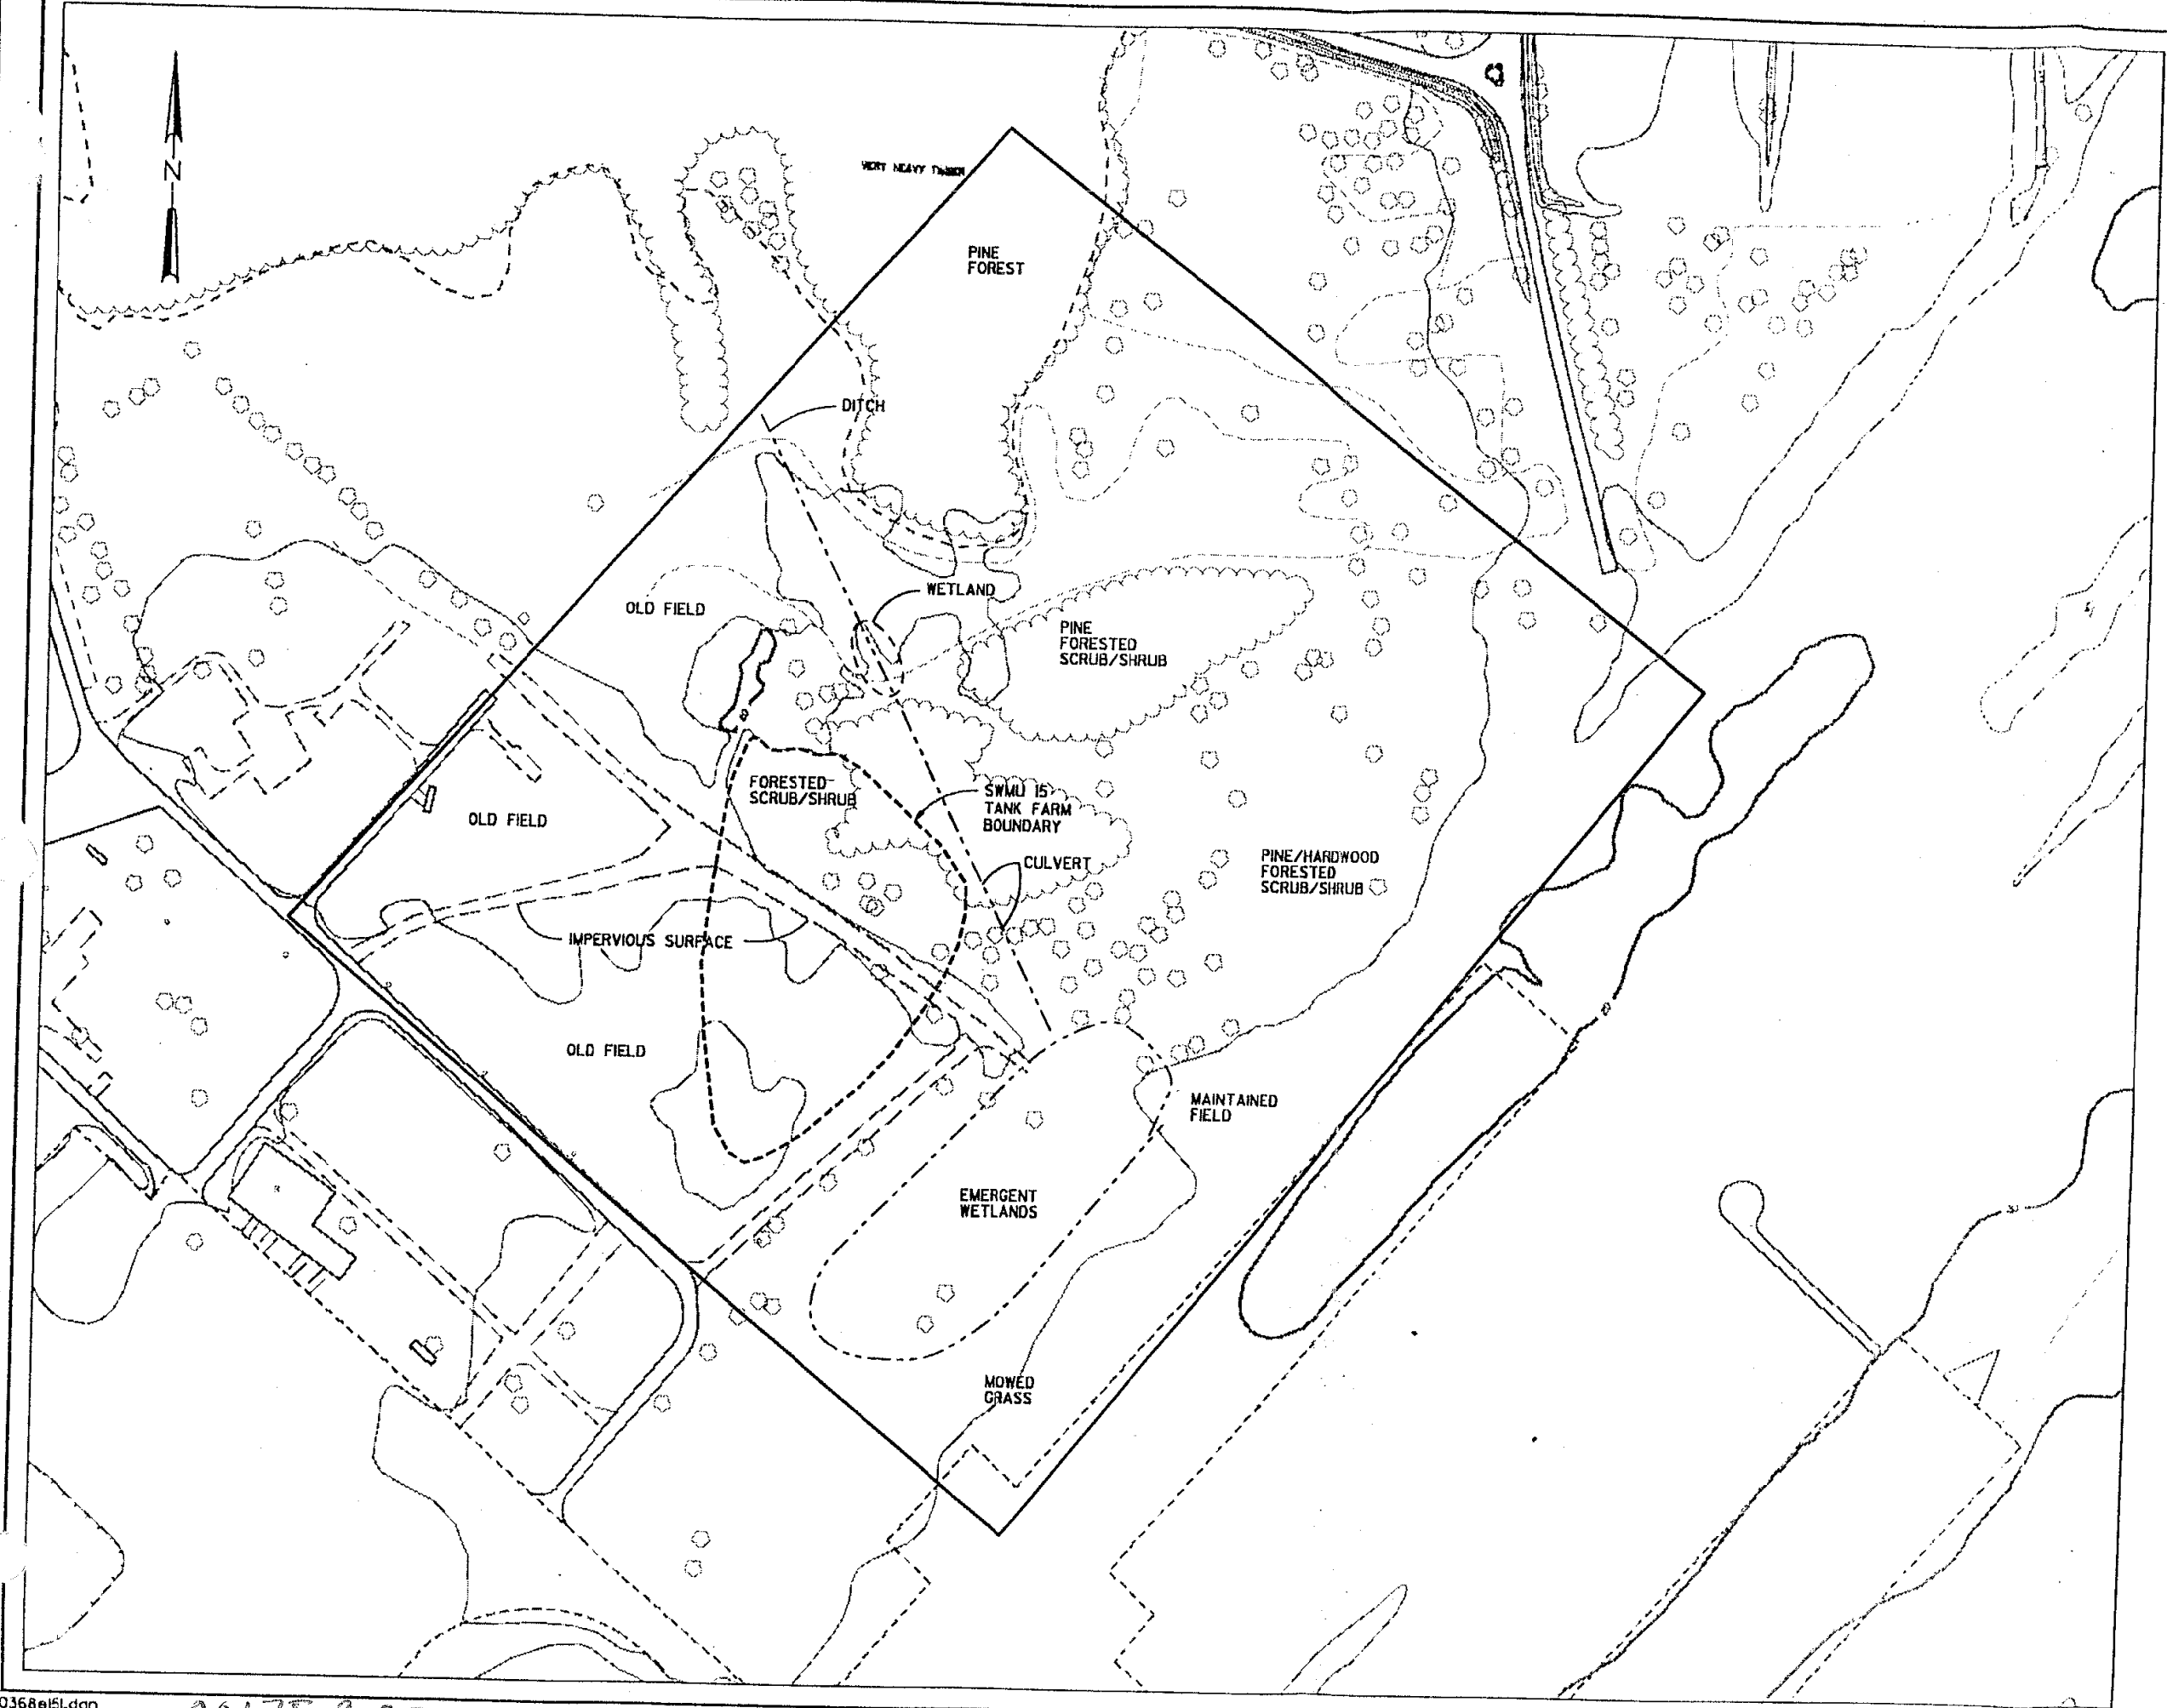 N
VERY HEAVY TIMBER
PINE
FOREST
DITCH
WETLAND
OLD FIELD
PINE
FORESTED
SCRUB/SHRUB
FORESTED
SCRUB/SHRUB
SWMU 15
TANK FARM
BOUNDARY
OLD FIELD
CULVERT
PINE/HARDWOOD
FORESTED
SCRUB/SHRUB
IMPERVIOUS SURFACE
OLD FIELD
MAINTAINED
FIELD
EMERGENT
WETLANDS
MOWED
GRASS